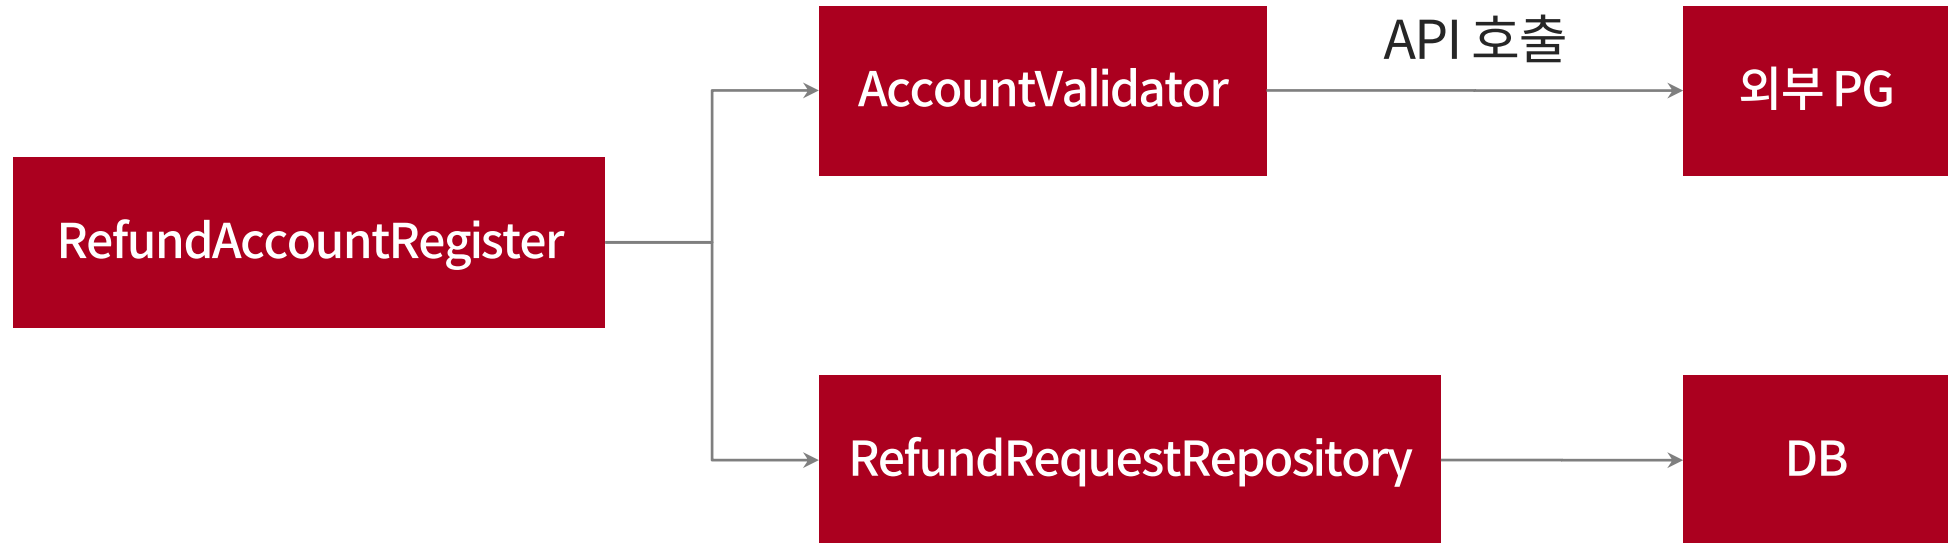 API 호출
AccountValidator
외부 PG
RefundAccountRegister
RefundRequestRepository
DB